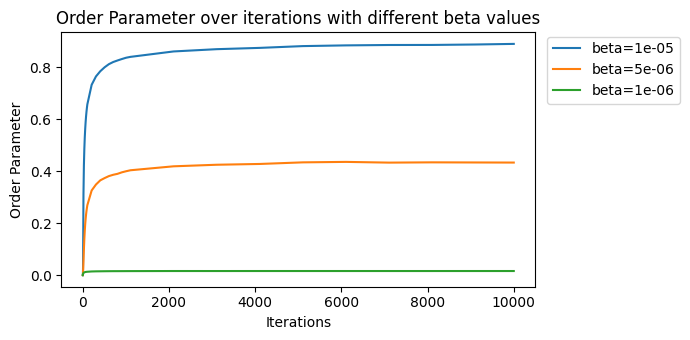 Order Parameter over iterations with different beta values
Order Parameter
0.8
0.6
0.4
0.2
0.0
0
2000
4000
6000
8000
10000
Iterations
beta=1e-05
beta=5e-06
beta=1e-06